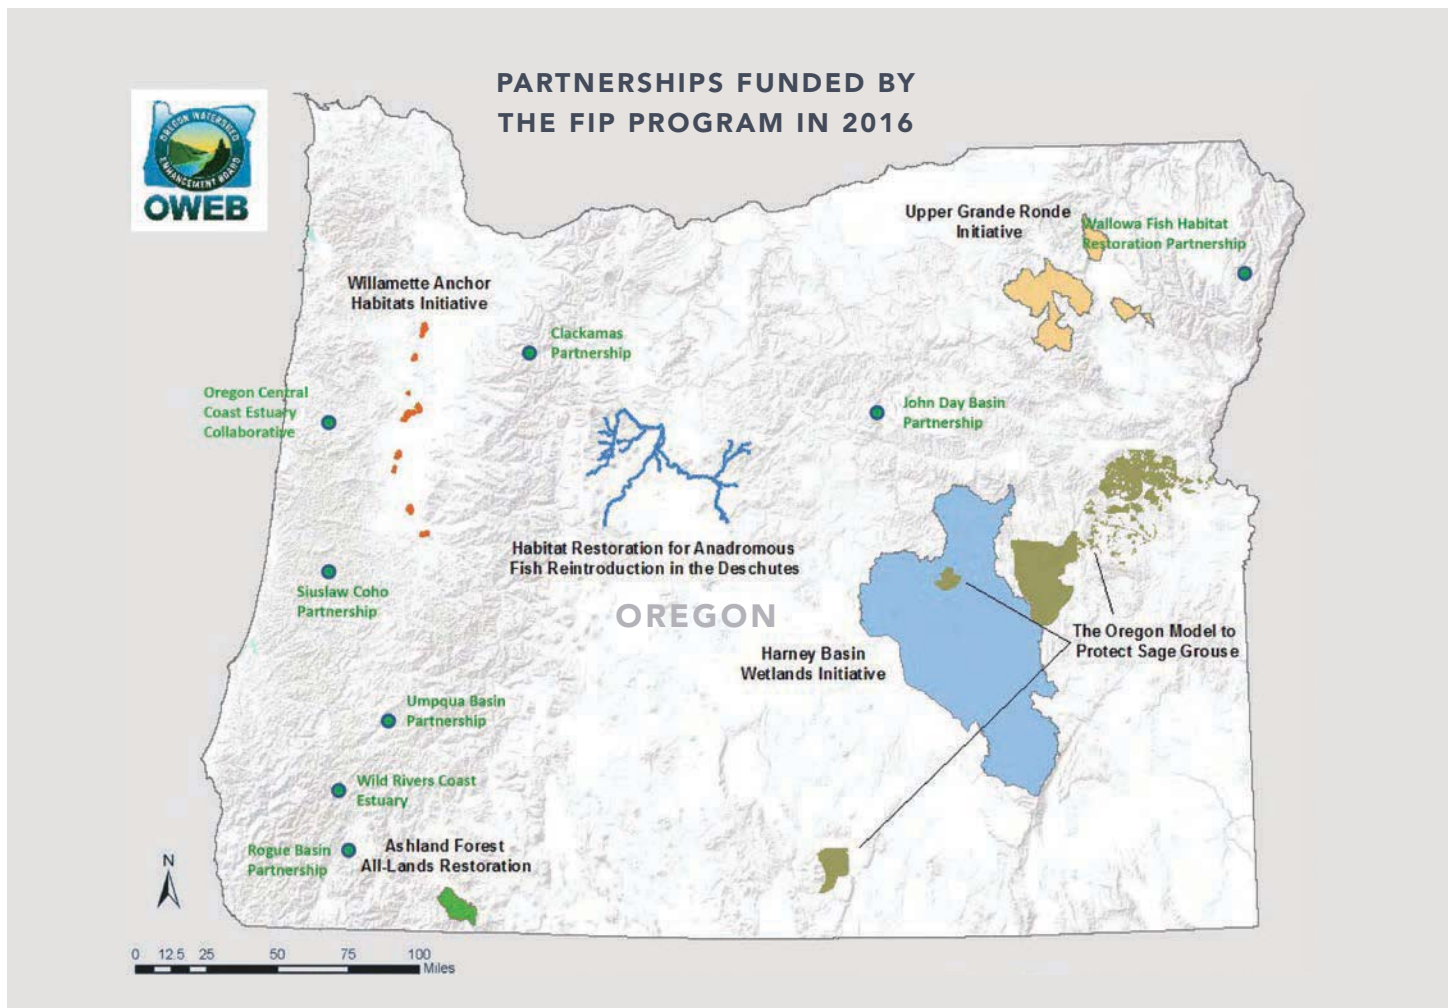 PARTNERSHIPS FUNDED BY
THE FIP PROGRAM IN 2016
OREGON WATERSHED
ENHANCEMENT BOARD
OWEB
Upper Grande Ronde
Initiative
Wallowa Fish Habitat
Restoration Partnership
Willamette Anchor
Habitats Initiative
Clackamas
Partnership
Oregon Central
Coast Estuary
Collaborative
John Day Basin
Partnership
Habitat Restoration for Anadromous
Fish Reintroduction in the Deschutes
Siuslaw Coho
Partnership
OREGON
The Oregon Model to
Protect Sage Grouse
Harney Basin
Wetlands Initiative
Umpqua Basin
Partnership
Wild Rivers Coast
Estuary
Rogue Basin
Partnership
Ashland Forest
All-Lands Restoration
N
0 12.5 25 50 75 100
Miles